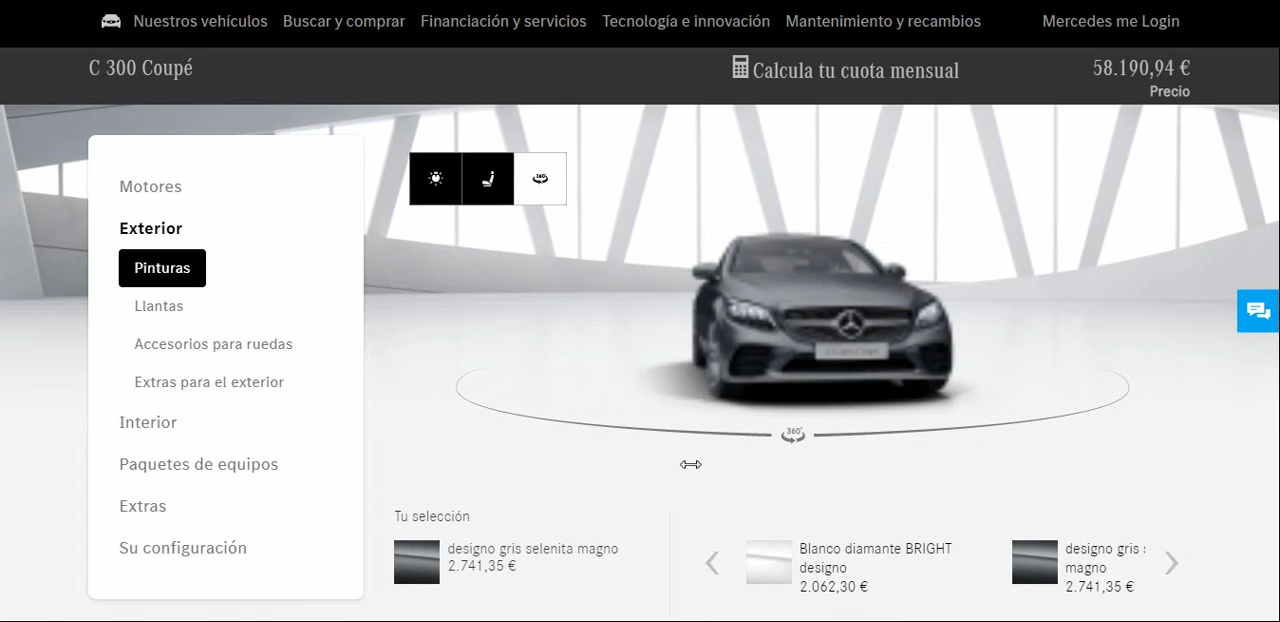 Nuestros vehículos Buscar y comprar Financiación y servicios Tecnología e innovación Mantenimiento y recambios Mercedes me Login
C 300 Coupé Calcula tu cuota mensual 58.190,94 €
Precio
Motores
Exterior
Pinturas
Llantas
Accesorios para ruedas
Extras para el exterior
Interior
Paquetes de equipos
Extras
Su configuración
360°
360°
Tu selección
designo gris selenita magno
2.741,35 €
Blanco diamante BRIGHT
designo
2.062,30 €
designo gris
magno
2.741,35 €